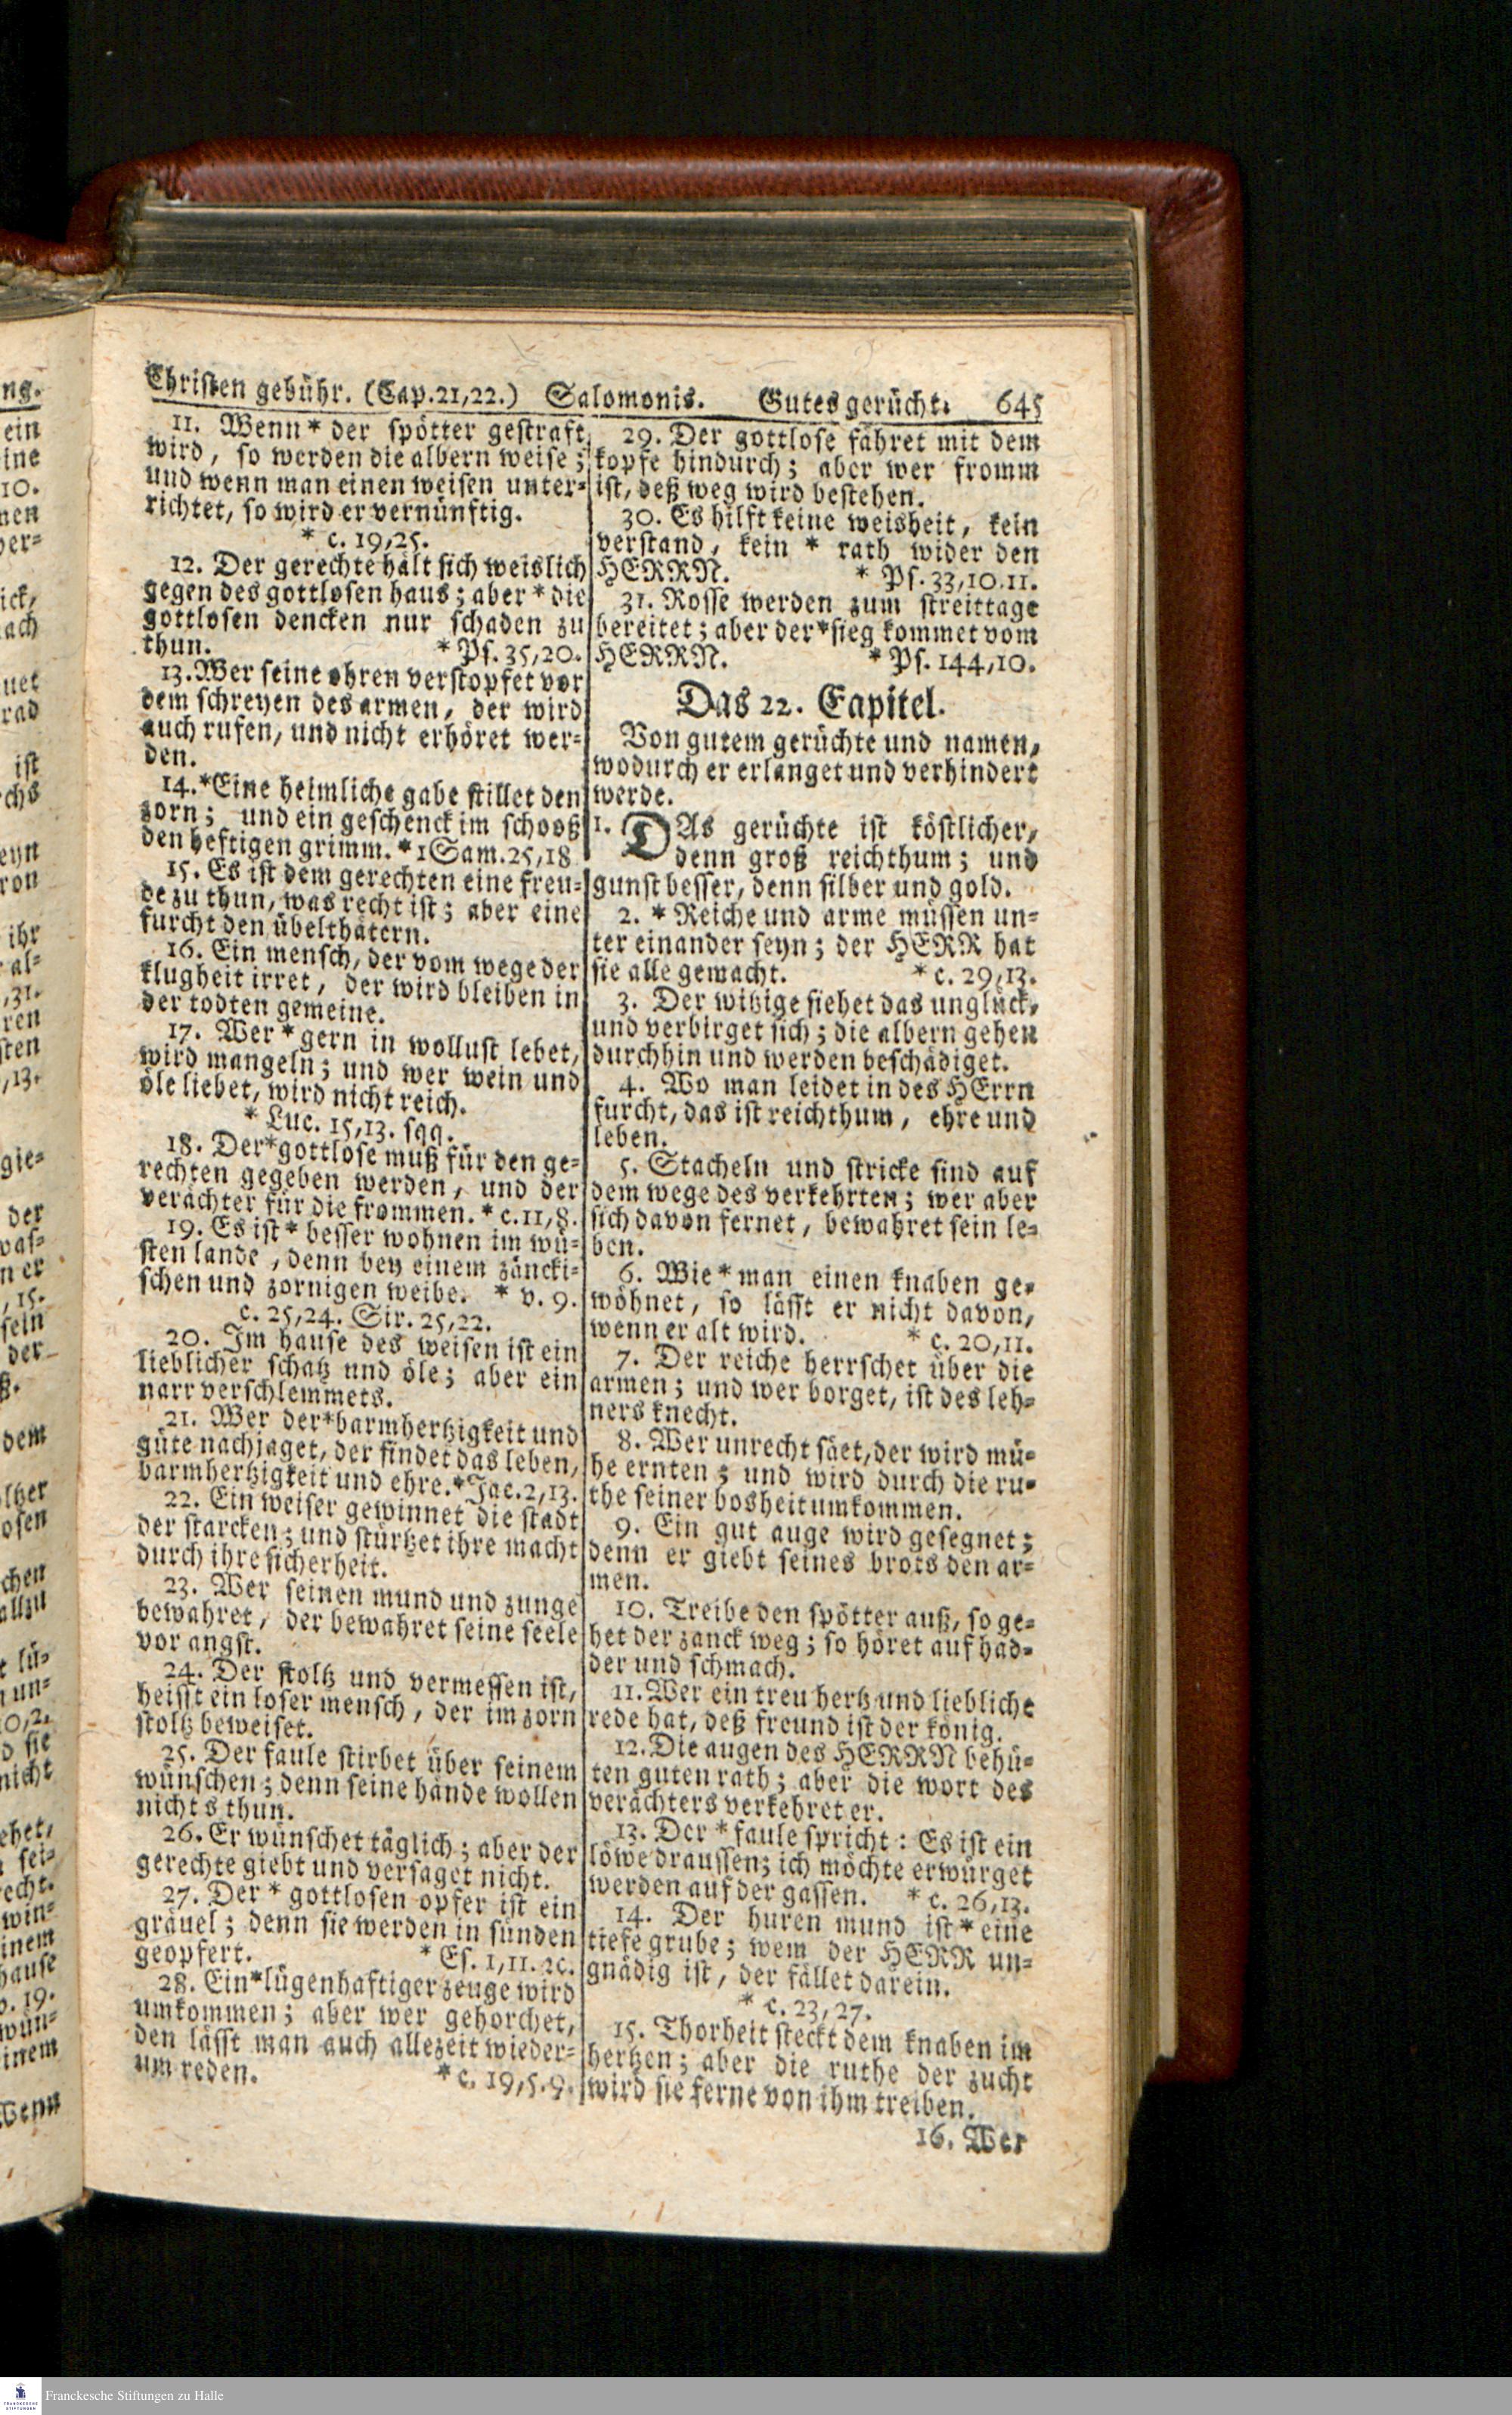 Christen gebühr. (Cap.21,22.) Salomonis. Gutes gerücht. 645
11. Wenn * der spötter gestraft
wird, so werden die albern weise;
und wenn man einen weisen unter-
richtet, so wird er vernünftig.
* c. 19,25.
12. Der gerechte hält sich weislich
gegen des gottlosen haus; aber * die
gottlosen dencken nur schaden zu
thun. * Ps. 35,20.
13. Wer seine ohren verstopfet vor
dem schreyen des armen, der wird
auch rufen, und nicht erhöret wer-
den.
14. *Eine heimliche gabe stillet den
zorn; und ein geschenck im schooß
den heftigen grimm. * 1 Sam. 25,18
15. Es ist dem gerechten eine freu-
de zu thun, was recht ist; aber eine
furcht den übelthätern.
16. Ein mensch, der vom wege der
klugheit irret, der wird bleiben in
der todten gemeine.
17. Wer * gern in wollust lebet,
wird mangeln; und wer wein und
öle liebet, wird nicht reich.
* Luc. 15,13. sqq.
18. Der*gottlose muß für den ge-
rechten gegeben werden, und der
verächter für die frommen. * c. 11,8.
19. Es ist * besser wohnen im wü-
sten lande, denn bey einem zäncki-
schen und zornigen weibe. * v. 9.
c. 25,24. Sir. 25,22.
20. Im hause des weisen ist ein
lieblicher schatz und öle; aber ein
narr verschlemmets.
21. Wer der*barmhertzigkeit und
güte nachjaget, der findet das leben,
barmhertzigkeit und ehre. *Jac. 2,13.
22. Ein weiser gewinnet die stadt
der starcken; und stürtzet ihre macht
durch ihre sicherheit.
23. Wer seinen mund und zunge
bewahret, der bewahret seine seele
vor angst.
24. Der stoltz und vermessen ist,
heisst ein loser mensch, der im zorn
stoltz beweiset.
25. Der faule stirbet über seinem
wünschen; denn seine hände wollen
nichts thun.
26. Er wünschet täglich; aber der
gerechte giebt und versaget nicht.
27. Der * gottlosen opfer ist ein
gräuel; denn sie werden in sünden
geopfert. * Es. 1,11. ꝛc.
28. Ein*lügenhaftiger zeuge wird
umkommen; aber wer gehorchet,
den lässt man auch allezeit wieder-
um reden. * c. 19,5.9.
29. Der gottlose fähret mit dem
kopfe hindurch; aber wer fromm
ist, deß weg wird bestehen.
30. Es hilft keine weisheit, kein
verstand, kein * rath wider den
HERRN. * Ps. 33,10.11.
31. Rosse werden zum streittage
bereitet; aber der*sieg kommet vom
HERRN. * Ps. 144,10.
Das 22. Capitel.
Von gutem gerüchte und namen,
wodurch er erlanget und verhindert
werde.
1. DAs gerüchte ist köstlicher,
denn groß reichthum; und
gunst besser, denn silber und gold.
2. * Reiche und arme müssen un-
ter einander seyn; der HERR hat
sie alle gemacht. * c. 29,13.
3. Der witzige siehet das unglück,
und verbirget sich; die albern gehen
durchhin und werden beschädiget.
4. Wo man leidet in des HErrn
furcht, das ist reichthum, ehre und
leben.
5. Stacheln und stricke sind auf
dem wege des verkehrten; wer aber
sich davon fernet, bewahret sein le-
ben.
6. Wie * man einen knaben ge-
wöhnet, so lässt er nicht davon,
wenn er alt wird. * c. 20,11.
7. Der reiche herrschet über die
armen; und wer borget, ist des leh-
ners knecht.
8. Wer unrecht säet, der wird mü-
he ernten; und wird durch die ru-
the seiner bosheit umkommen.
9. Ein gut auge wird gesegnet;
denn er giebt seines brots den ar-
men.
10. Treibe den spötter auß, so ge-
het der zanck weg; so höret auf had-
der und schmach.
11. Wer ein treu hertz und liebliche
rede hat, deß freund ist der könig.
12. Die augen des HERRN behü-
ten guten rath; aber die wort des
verächters verkehret er.
13. Der * faule spricht: Es ist ein
löwe draussen; ich möchte erwürget
werden auf der gassen. * c. 26,13.
14. Der huren mund ist * eine
tiefe grube; wem der HERR un-
gnädig ist, der fället darein.
* c. 23,27.
15. Thorheit steckt dem knaben im
hertzen; aber die ruthe der zucht
wird sie ferne von ihm treiben.
16. Wer
Franckesche Stiftungen zu Halle